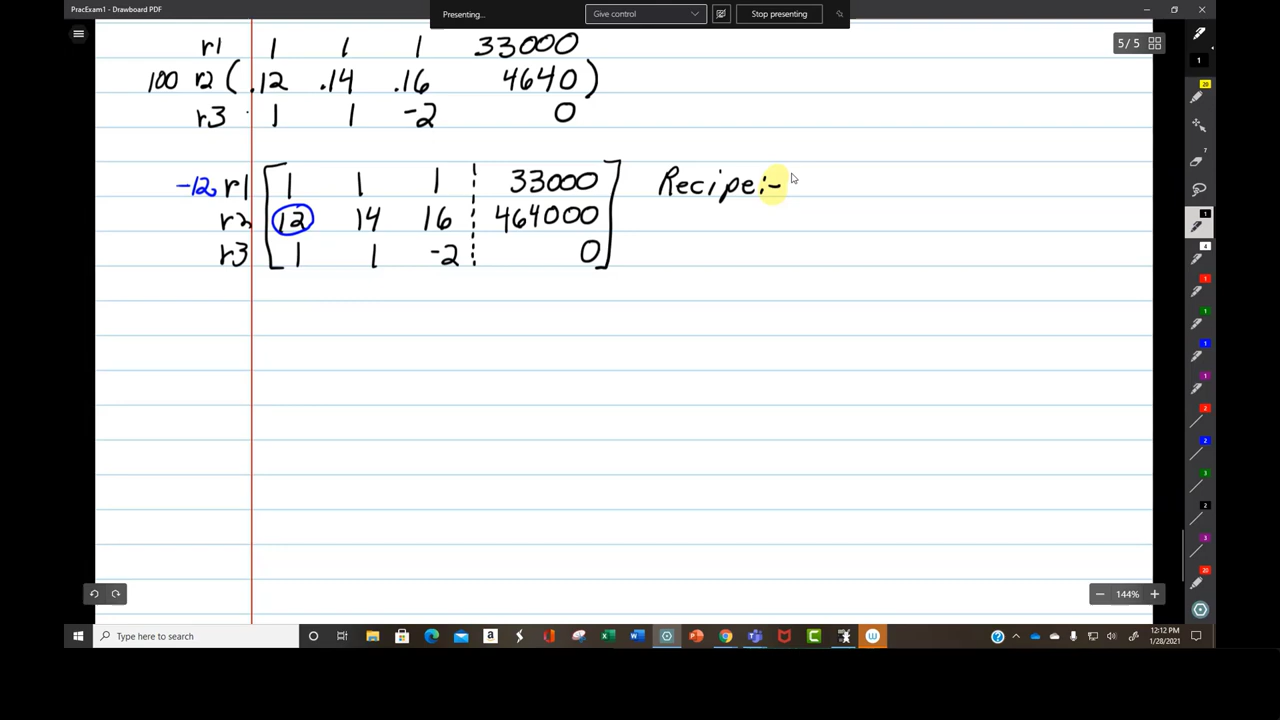 PracExam1 - Drawboard PDF
Presenting...
Give control
Stop presenting
5/5
r1 1 1 1 33000
100 r2 ( .12 .14 .16 4640 )
r3 1 1 -2 0
-12 r1 1 1 1 33000
r2 12 14 16 464000
r3 1 1 -2 0
Recipe:-
144%
Type here to search
12:12 PM
1/28/2021